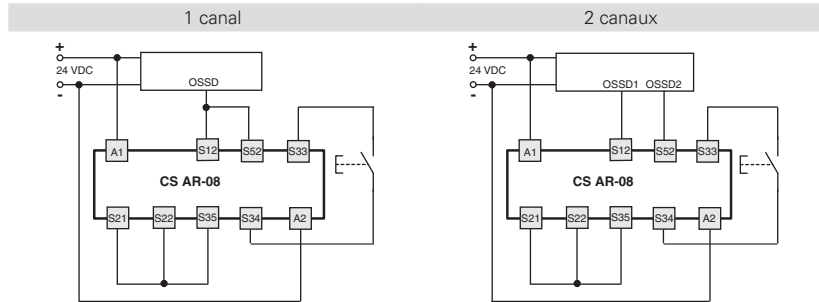 1 canal
+
24 VDC
-
OSSD
A1 S12 S52 S33
CS AR-08
S21 S22 S35 S34 A2
2 canaux
+
24 VDC
-
OSSD1 OSSD2
A1 S12 S52 S33
CS AR-08
S21 S22 S35 S34 A2